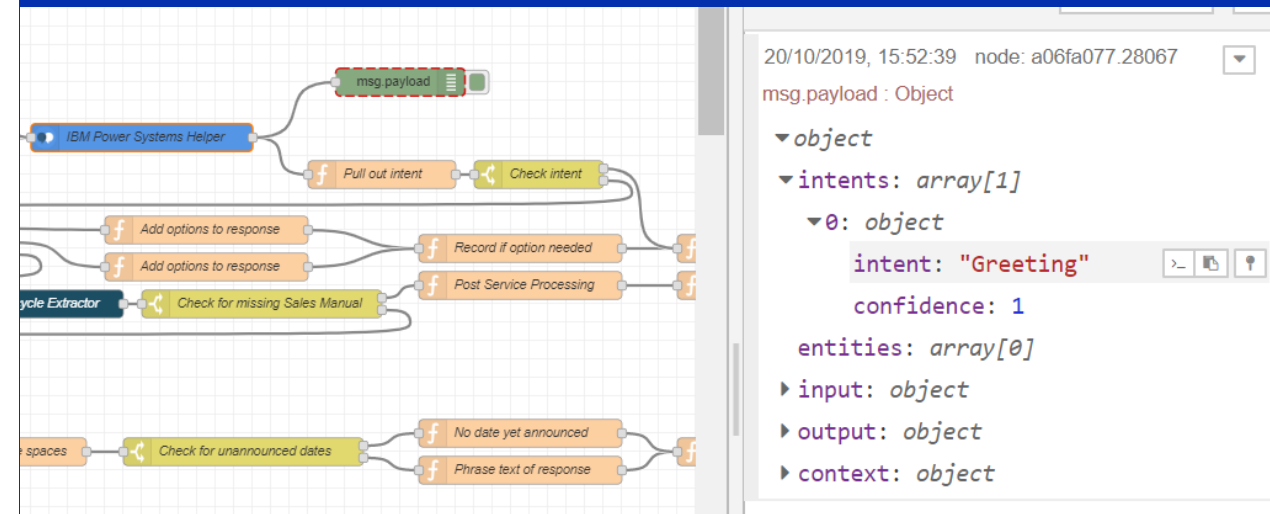 msg.payload
IBM Power Systems Helper
Pull out intent
Check intent
Add options to response
Record if option needed
Add options to response
Post Service Processing
ycle Extractor
Check for missing Sales Manual
No date yet announced
spaces
Check for unannounced dates
Phrase text of response
20/10/2019, 15:52:39 node: a06fa077.28067
msg.payload : Object
object
intents: array[1]
0: object
intent: "Greeting"
confidence: 1
entities: array[0]
input: object
output: object
context: object